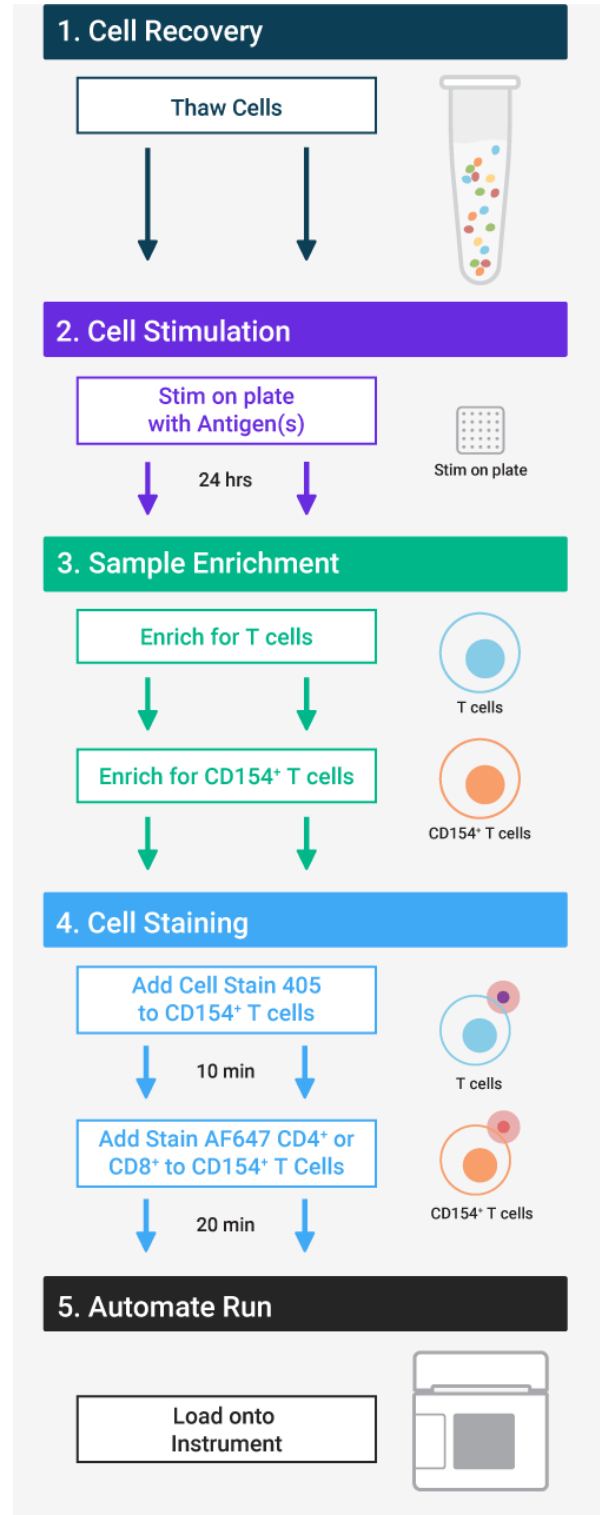 1. Cell Recovery
Thaw Cells
2. Cell Stimulation
Stim on plate
with Antigen(s)
24 hrs
Stim on plate
3. Sample Enrichment
Enrich for T cells
T cells
Enrich for CD154⁺ T cells
CD154⁺ T cells
4. Cell Staining
Add Cell Stain 405
to CD154⁺ T cells
10 min
T cells
Add Stain AF647 CD4⁺ or
CD8⁺ to CD154⁺ T Cells
20 min
CD154⁺ T cells
5. Automate Run
Load onto
Instrument